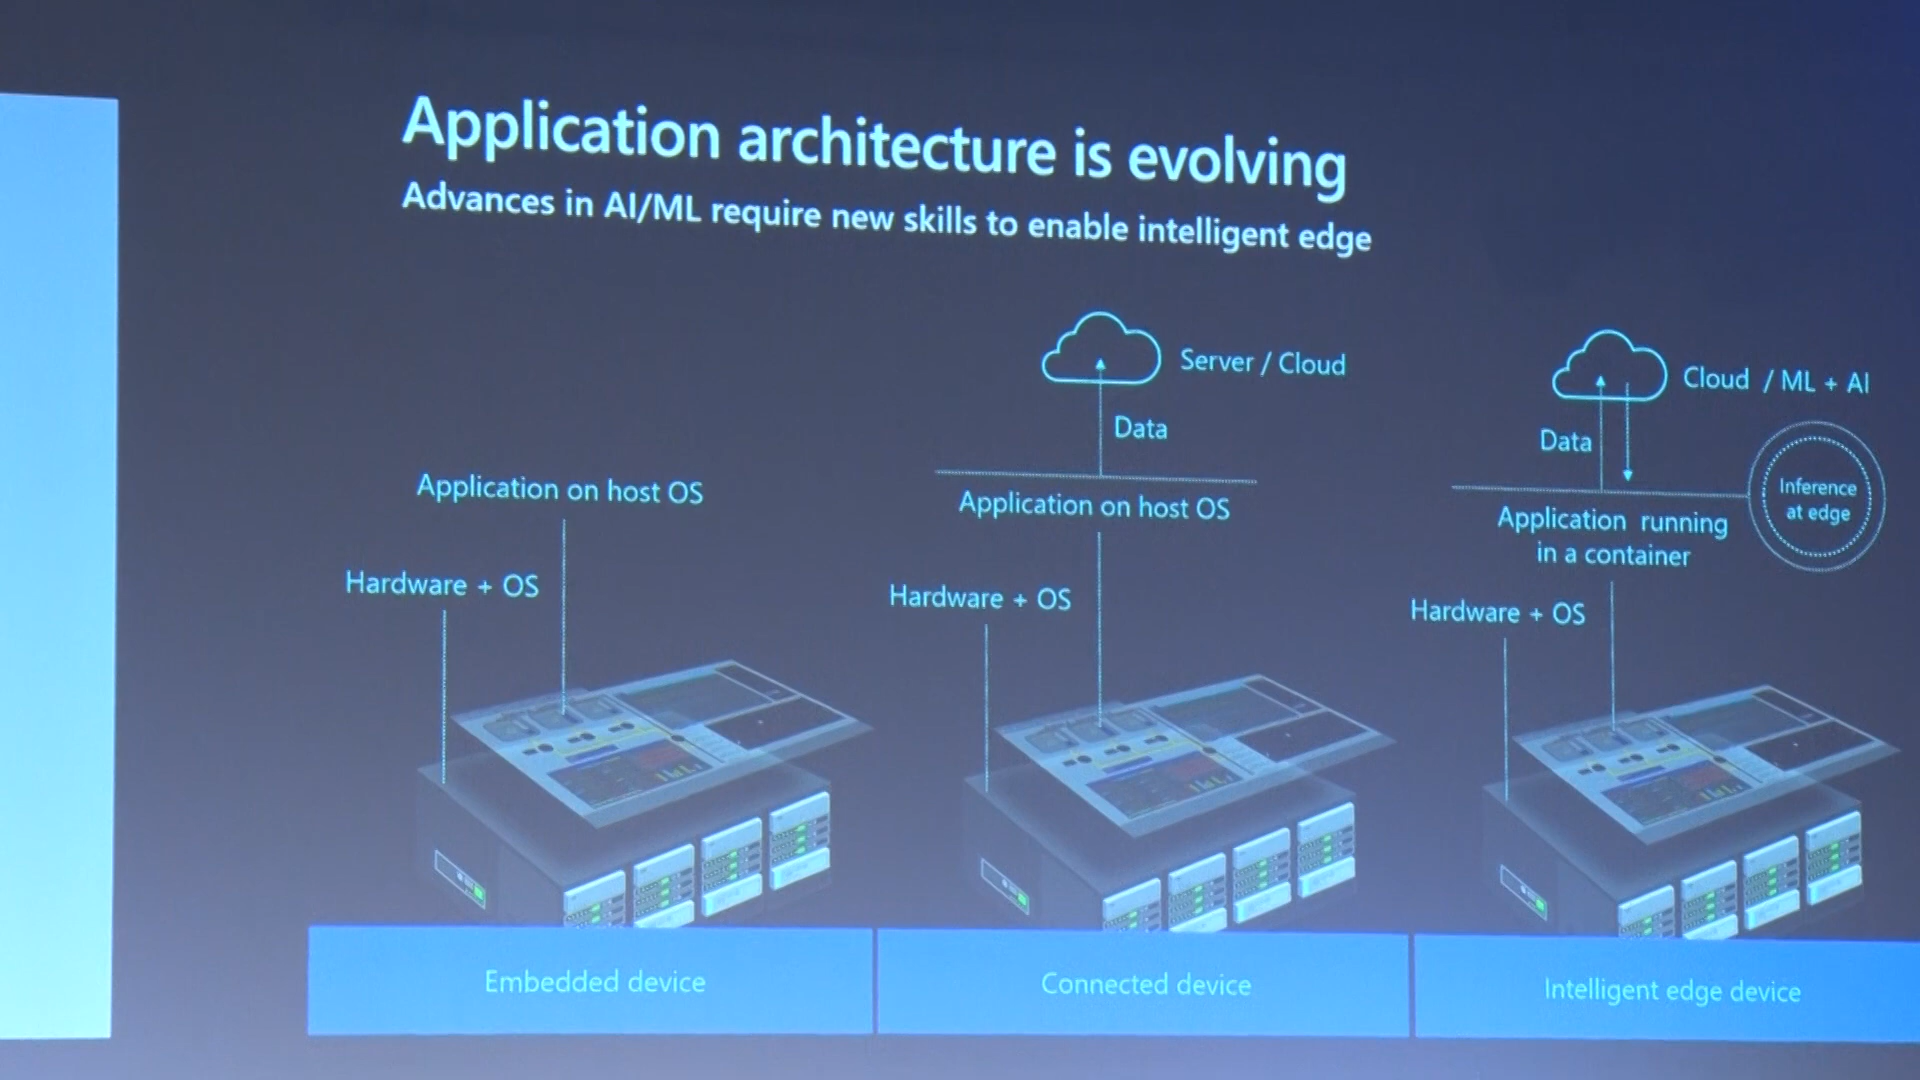 Application architecture is evolving
Advances in AI/ML require new skills to enable intelligent edge
Application on host OS
Hardware + OS
Embedded device
Server / Cloud
Data
Application on host OS
Hardware + OS
Connected device
Cloud / ML + AI
Data
Inference
at edge
Application running
in a container
Hardware + OS
Intelligent edge device